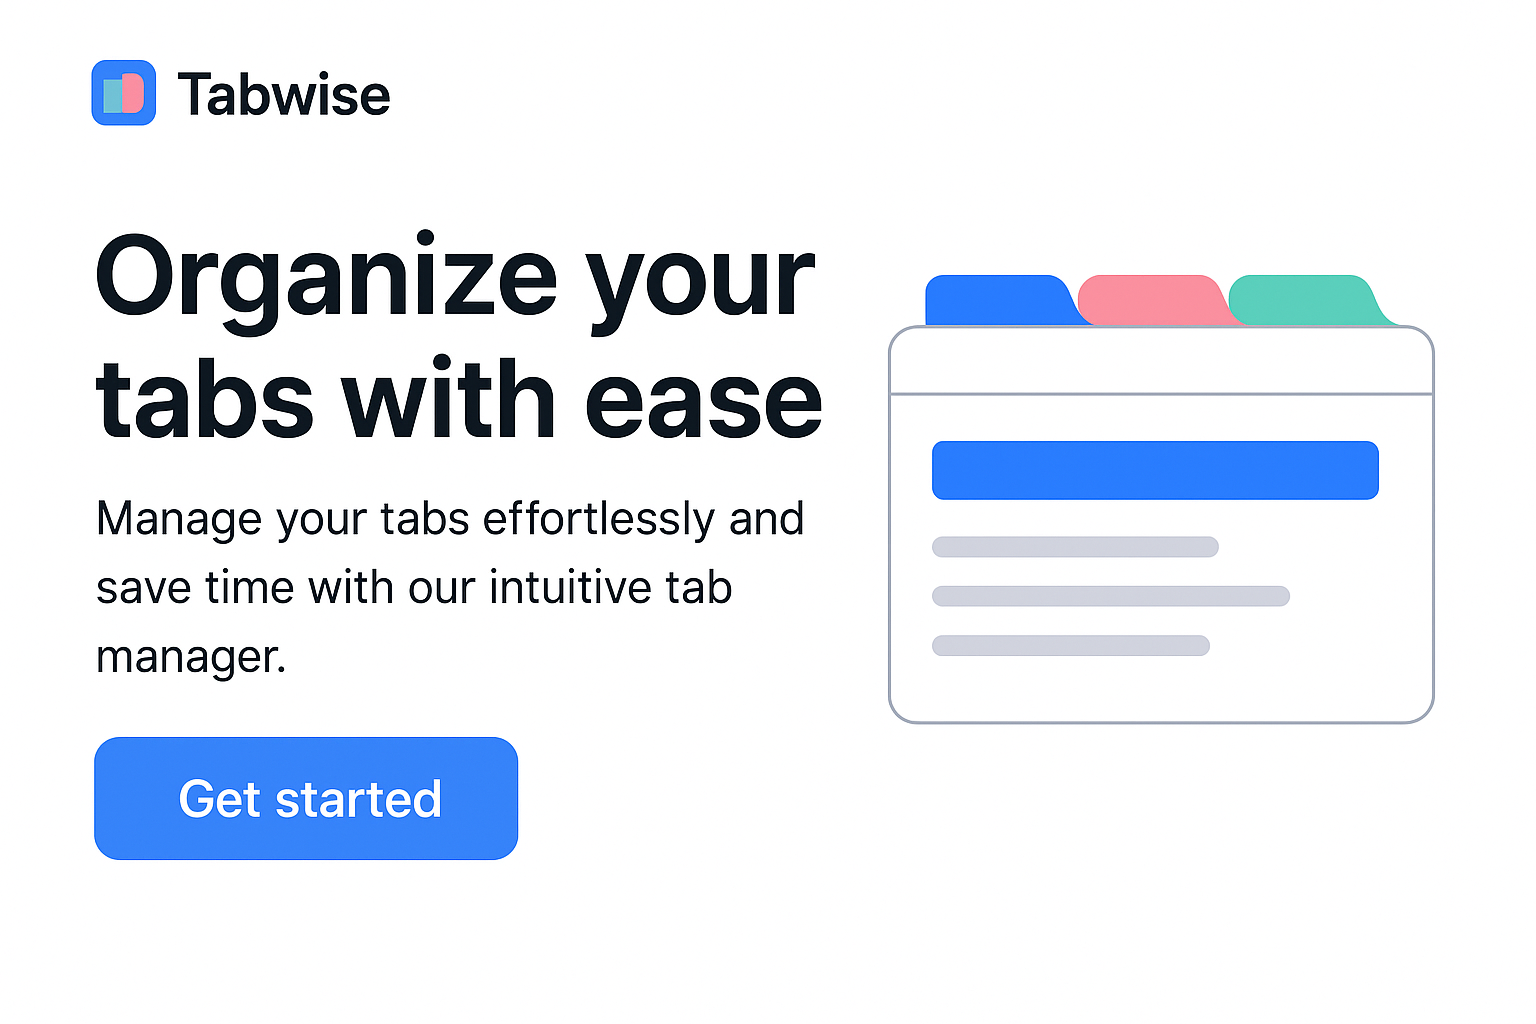 Tabwise
Organize your
tabs with ease
Manage your tabs effortlessly and
save time with our intuitive tab
manager.
Get started